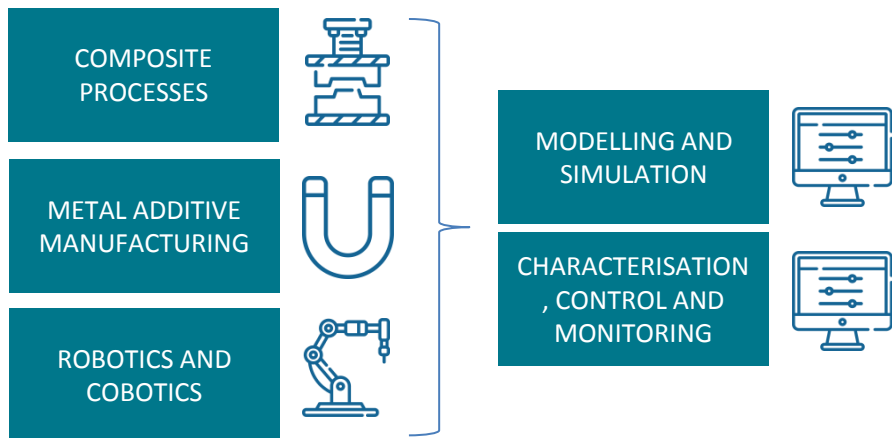 COMPOSITE
PROCESSES
METAL ADDITIVE
MANUFACTURING
ROBOTICS AND
COBOTICS
MODELLING AND
SIMULATION
CHARACTERISATION
, CONTROL AND
MONITORING